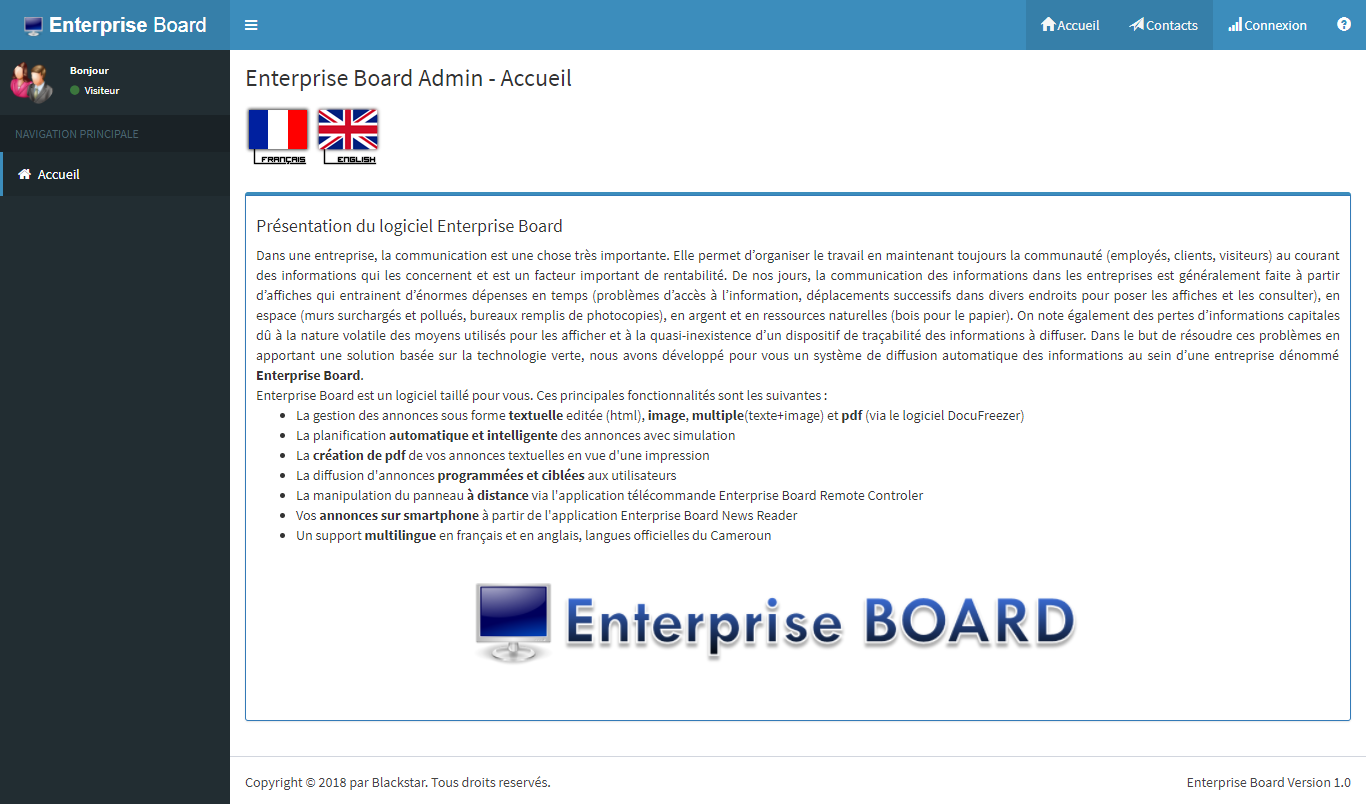 Enterprise Board
Accueil
Contacts
Connexion
Bonjour
Visiteur
NAVIGATION PRINCIPALE
Accueil
Enterprise Board Admin - Accueil
FRANÇAIS
ENGLISH
Présentation du logiciel Enterprise Board
Dans une entreprise, la communication est une chose très importante. Elle permet d’organiser le travail en maintenant toujours la communauté (employés, clients, visiteurs) au courant
des informations qui les concernent et est un facteur important de rentabilité. De nos jours, la communication des informations dans les entreprises est généralement faite à partir
d’affiches qui entrainent d’énormes dépenses en temps (problèmes d’accès à l’information, déplacements successifs dans divers endroits pour poser les affiches et les consulter), en
espace (murs surchargés et pollués, bureaux remplis de photocopies), en argent et en ressources naturelles (bois pour le papier). On note également des pertes d’informations capitales
dû à la nature volatile des moyens utilisés pour les afficher et à la quasi-inexistence d’un dispositif de traçabilité des informations à diffuser. Dans le but de résoudre ces problèmes en
apportant une solution basée sur la technologie verte, nous avons développé pour vous un système de diffusion automatique des informations au sein d’une entreprise dénommé
Enterprise Board.
Enterprise Board est un logiciel taillé pour vous. Ces principales fonctionnalités sont les suivantes :
• La gestion des annonces sous forme textuelle editée (html), image, multiple(texte+image) et pdf (via le logiciel DocuFreezer)
• La planification automatique et intelligente des annonces avec simulation
• La création de pdf de vos annonces textuelles en vue d'une impression
• La diffusion d'annonces programmées et ciblées aux utilisateurs
• La manipulation du panneau à distance via l'application télécommande Enterprise Board Remote Controler
• Vos annonces sur smartphone à partir de l'application Enterprise Board News Reader
• Un support multilingue en français et en anglais, langues officielles du Cameroun
Enterprise BOARD
Copyright © 2018 par Blackstar. Tous droits reservés.
Enterprise Board Version 1.0